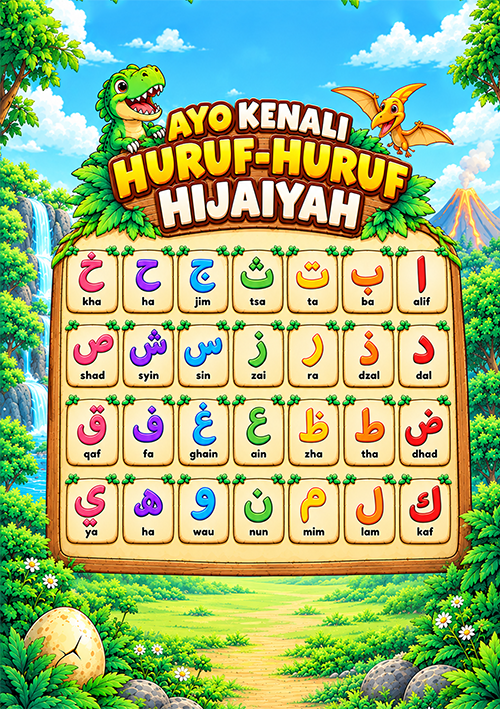 AYO KENALI
HURUF-HURUF
HIJAIYAH
ا ب ت ث ج ح خ
alif ba ta tsa jim ha kha
د ذ ر ز س ش ص
dal dzal ra zai sin syin shad
ض ط ظ ع غ ف ق
dhad tha zha ain ghain fa qaf
ك ل م ن و ه ي
kaf lam mim nun wau ha ya